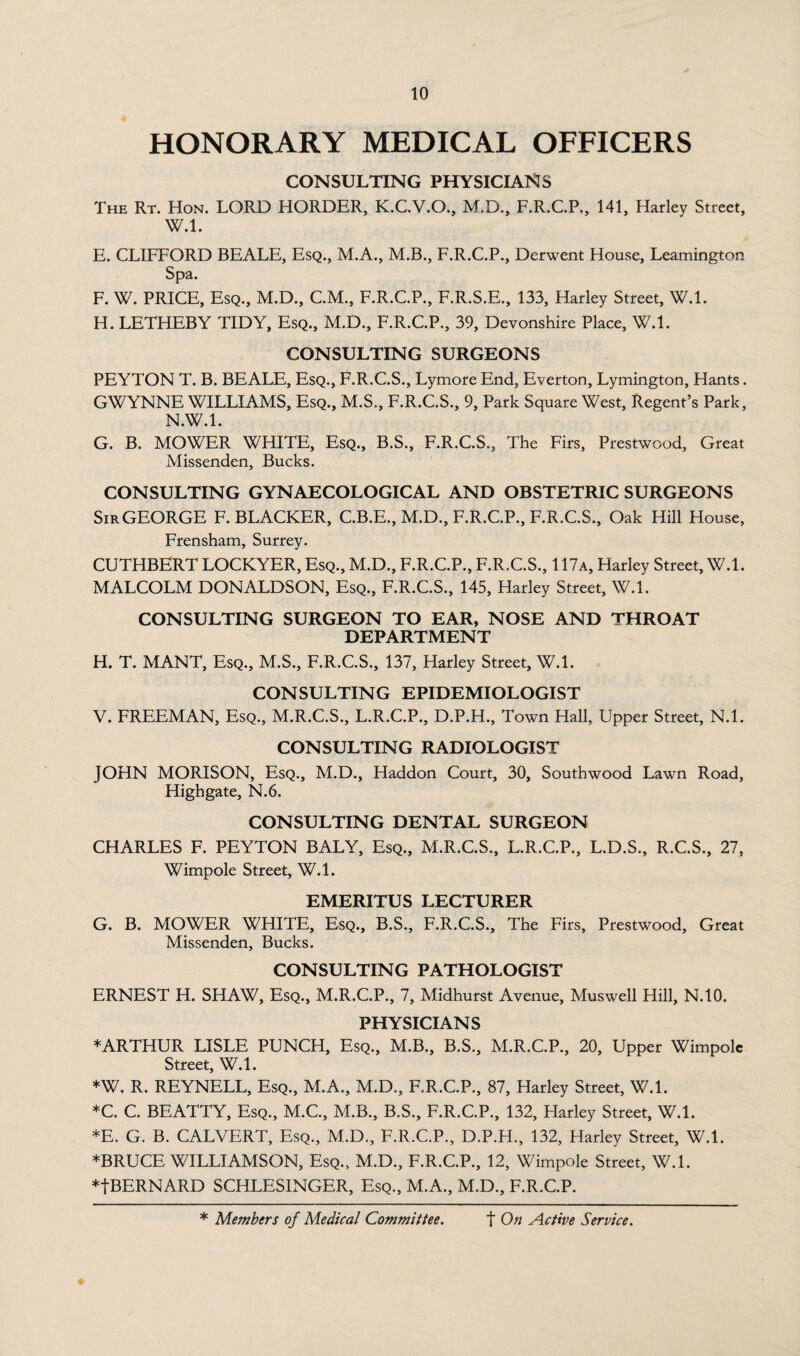 10
HONORARY MEDICAL OFFICERS
CONSULTING PHYSICIANS
The Rt. Hon. LORD HORDER, K.C.V.O., M.D., F.R.C.P., 141, Harley Street,
W.1.
E. CLIFFORD BEALE, Esq., M.A., M.B., F.R.C.P., Derwent House, Leamington
Spa.
F. W. PRICE, Esq., M.D., C.M., F.R.C.P., F.R.S.E., 133, Harley Street, W.1.
H. LETHEBY TIDY, Esq., M.D., F.R.C.P., 39, Devonshire Place, W.1.
CONSULTING SURGEONS
PEYTON T. B. BEALE, Esq., F.R.C.S., Lymore End, Everton, Lymington, Hants.
GWYNNE WILLIAMS, Esq., M.S., F.R.C.S., 9, Park Square West, Regent's Park,
N.W.1.
G. B. MOWER WHITE, Esq., B.S., F.R.C.S., The Firs, Prestwood, Great
Missenden, Bucks.
CONSULTING GYNAECOLOGICAL AND OBSTETRIC SURGEONS
Sir GEORGE F. BLACKER, C.B.E., M.D., F.R.C.P., F.R.C.S., Oak Hill House,
Frensham, Surrey.
CUTHBERT LOCKYER, Esq., M.D., F.R.C.P., F.R.C.S., 117A, Harley Street, W.1.
MALCOLM DONALDSON, Esq., F.R.C.S., 145, Harley Street, W.1.
CONSULTING SURGEON TO EAR, NOSE AND THROAT
DEPARTMENT
H. T. MANT, Esq., M.S., F.R.C.S., 137, Harley Street, W.1.
CONSULTING EPIDEMIOLOGIST
V. FREEMAN, Esq., M.R.C.S., L.R.C.P., D.P.H., Town Hall, Upper Street, N.1.
CONSULTING RADIOLOGIST
JOHN MORISON, Esq., M.D., Haddon Court, 30, Southwood Lawn Road,
Highgate, N.6.
CONSULTING DENTAL SURGEON
CHARLES F. PEYTON BALY, Esq., M.R.C.S., L.R.C.P., L.D.S., R.C.S., 27,
Wimpole Street, W.1.
EMERITUS LECTURER
G. B. MOWER WHITE, Esq., B.S., F.R.C.S., The Firs, Prestwood, Great
Missenden, Bucks.
CONSULTING PATHOLOGIST
ERNEST H. SHAW, Esq., M.R.C.P., 7, Midhurst Avenue, Muswell Hill, N.10.
PHYSICIANS
*ARTHUR LISLE PUNCH, Esq., M.B., B.S., M.R.C.P., 20, Upper Wimpole
Street, W.1.
*W. R. REYNELL, Esq., M.A., M.D., F.R.C.P., 87, Harley Street, W.1.
*C. C. BEATTY, Esq., M.C., M.B., B.S., F.R.C.P., 132, Harley Street, W.1.
*E. G. B. CALVERT, Esq., M.D., F.R.C.P., D.P.H., 132, Harley Street, W.1.
*BRUCE WILLIAMSON, Esq., M.D., F.R.C.P., 12, Wimpole Street, W.1.
*†BERNARD SCHLESINGER, Esq., M.A., M.D., F.R.C.P.
* Members of Medical Committee. † On Active Service.